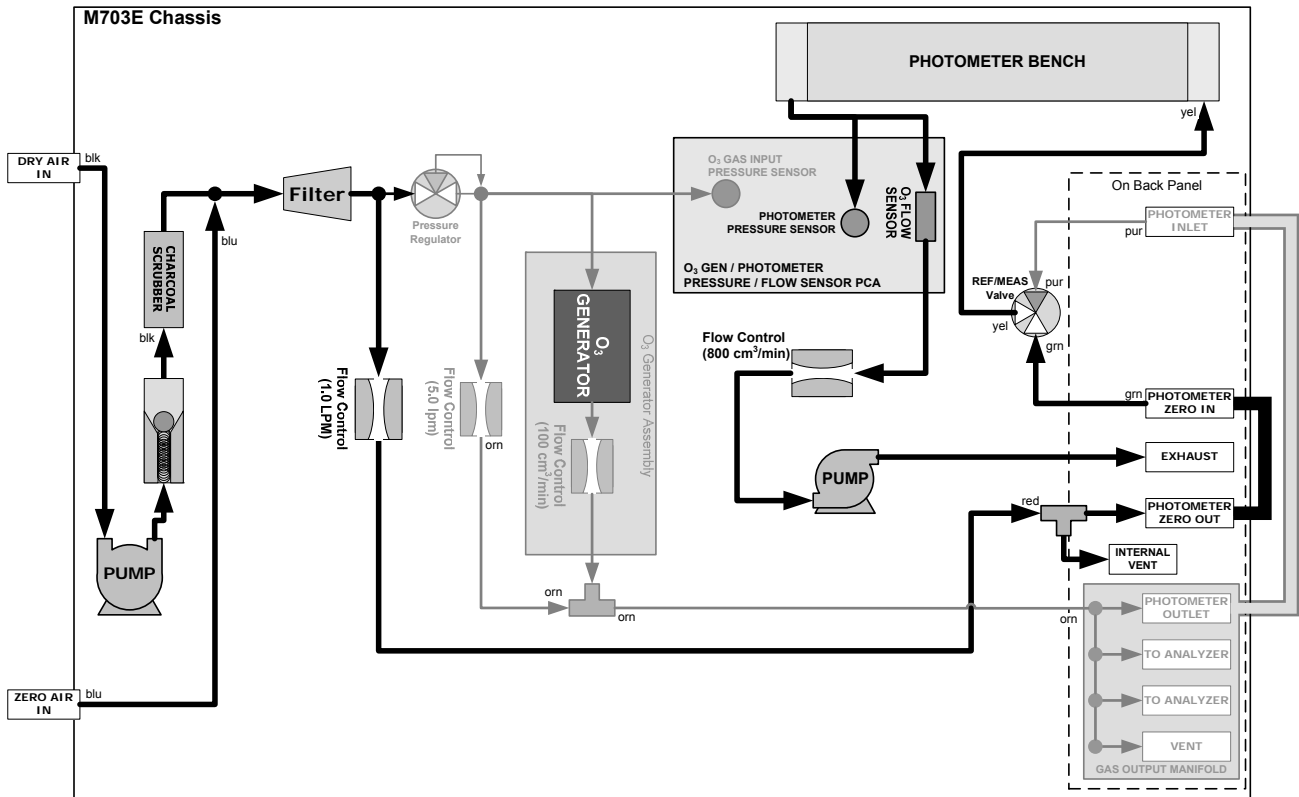 M703E Chassis
PHOTOMETER BENCH
yel
DRY AIR
IN
blk
Filter
Pressure
Regulator
blu
CHARCOAL
SCRUBBER
blk
PUMP
ZERO AIR
IN
blu
O₃ GAS INPUT
PRESSURE SENSOR
PHOTOMETER
PRESSURE SENSOR
O₃ FLOW
SENSOR
O₃ GEN / PHOTOMETER
PRESSURE / FLOW SENSOR PCA
O₃
GENERATOR
O₃ Generator Assembly
Flow Control
(1.0 LPM)
Flow Control
(5.0 lpm)
orn
Flow Control
(100 cm³/min)
orn
orn
Flow Control
(800 cm³/min)
PUMP
On Back Panel
PHOTOMETER
INLET
pur
REF/MEAS
Valve
pur
yel
grn
grn
PHOTOMETER
ZERO IN
EXHAUST
red
PHOTOMETER
ZERO OUT
INTERNAL
VENT
orn
PHOTOMETER
OUTLET
TO ANALYZER
TO ANALYZER
VENT
GAS OUTPUT MANIFOLD